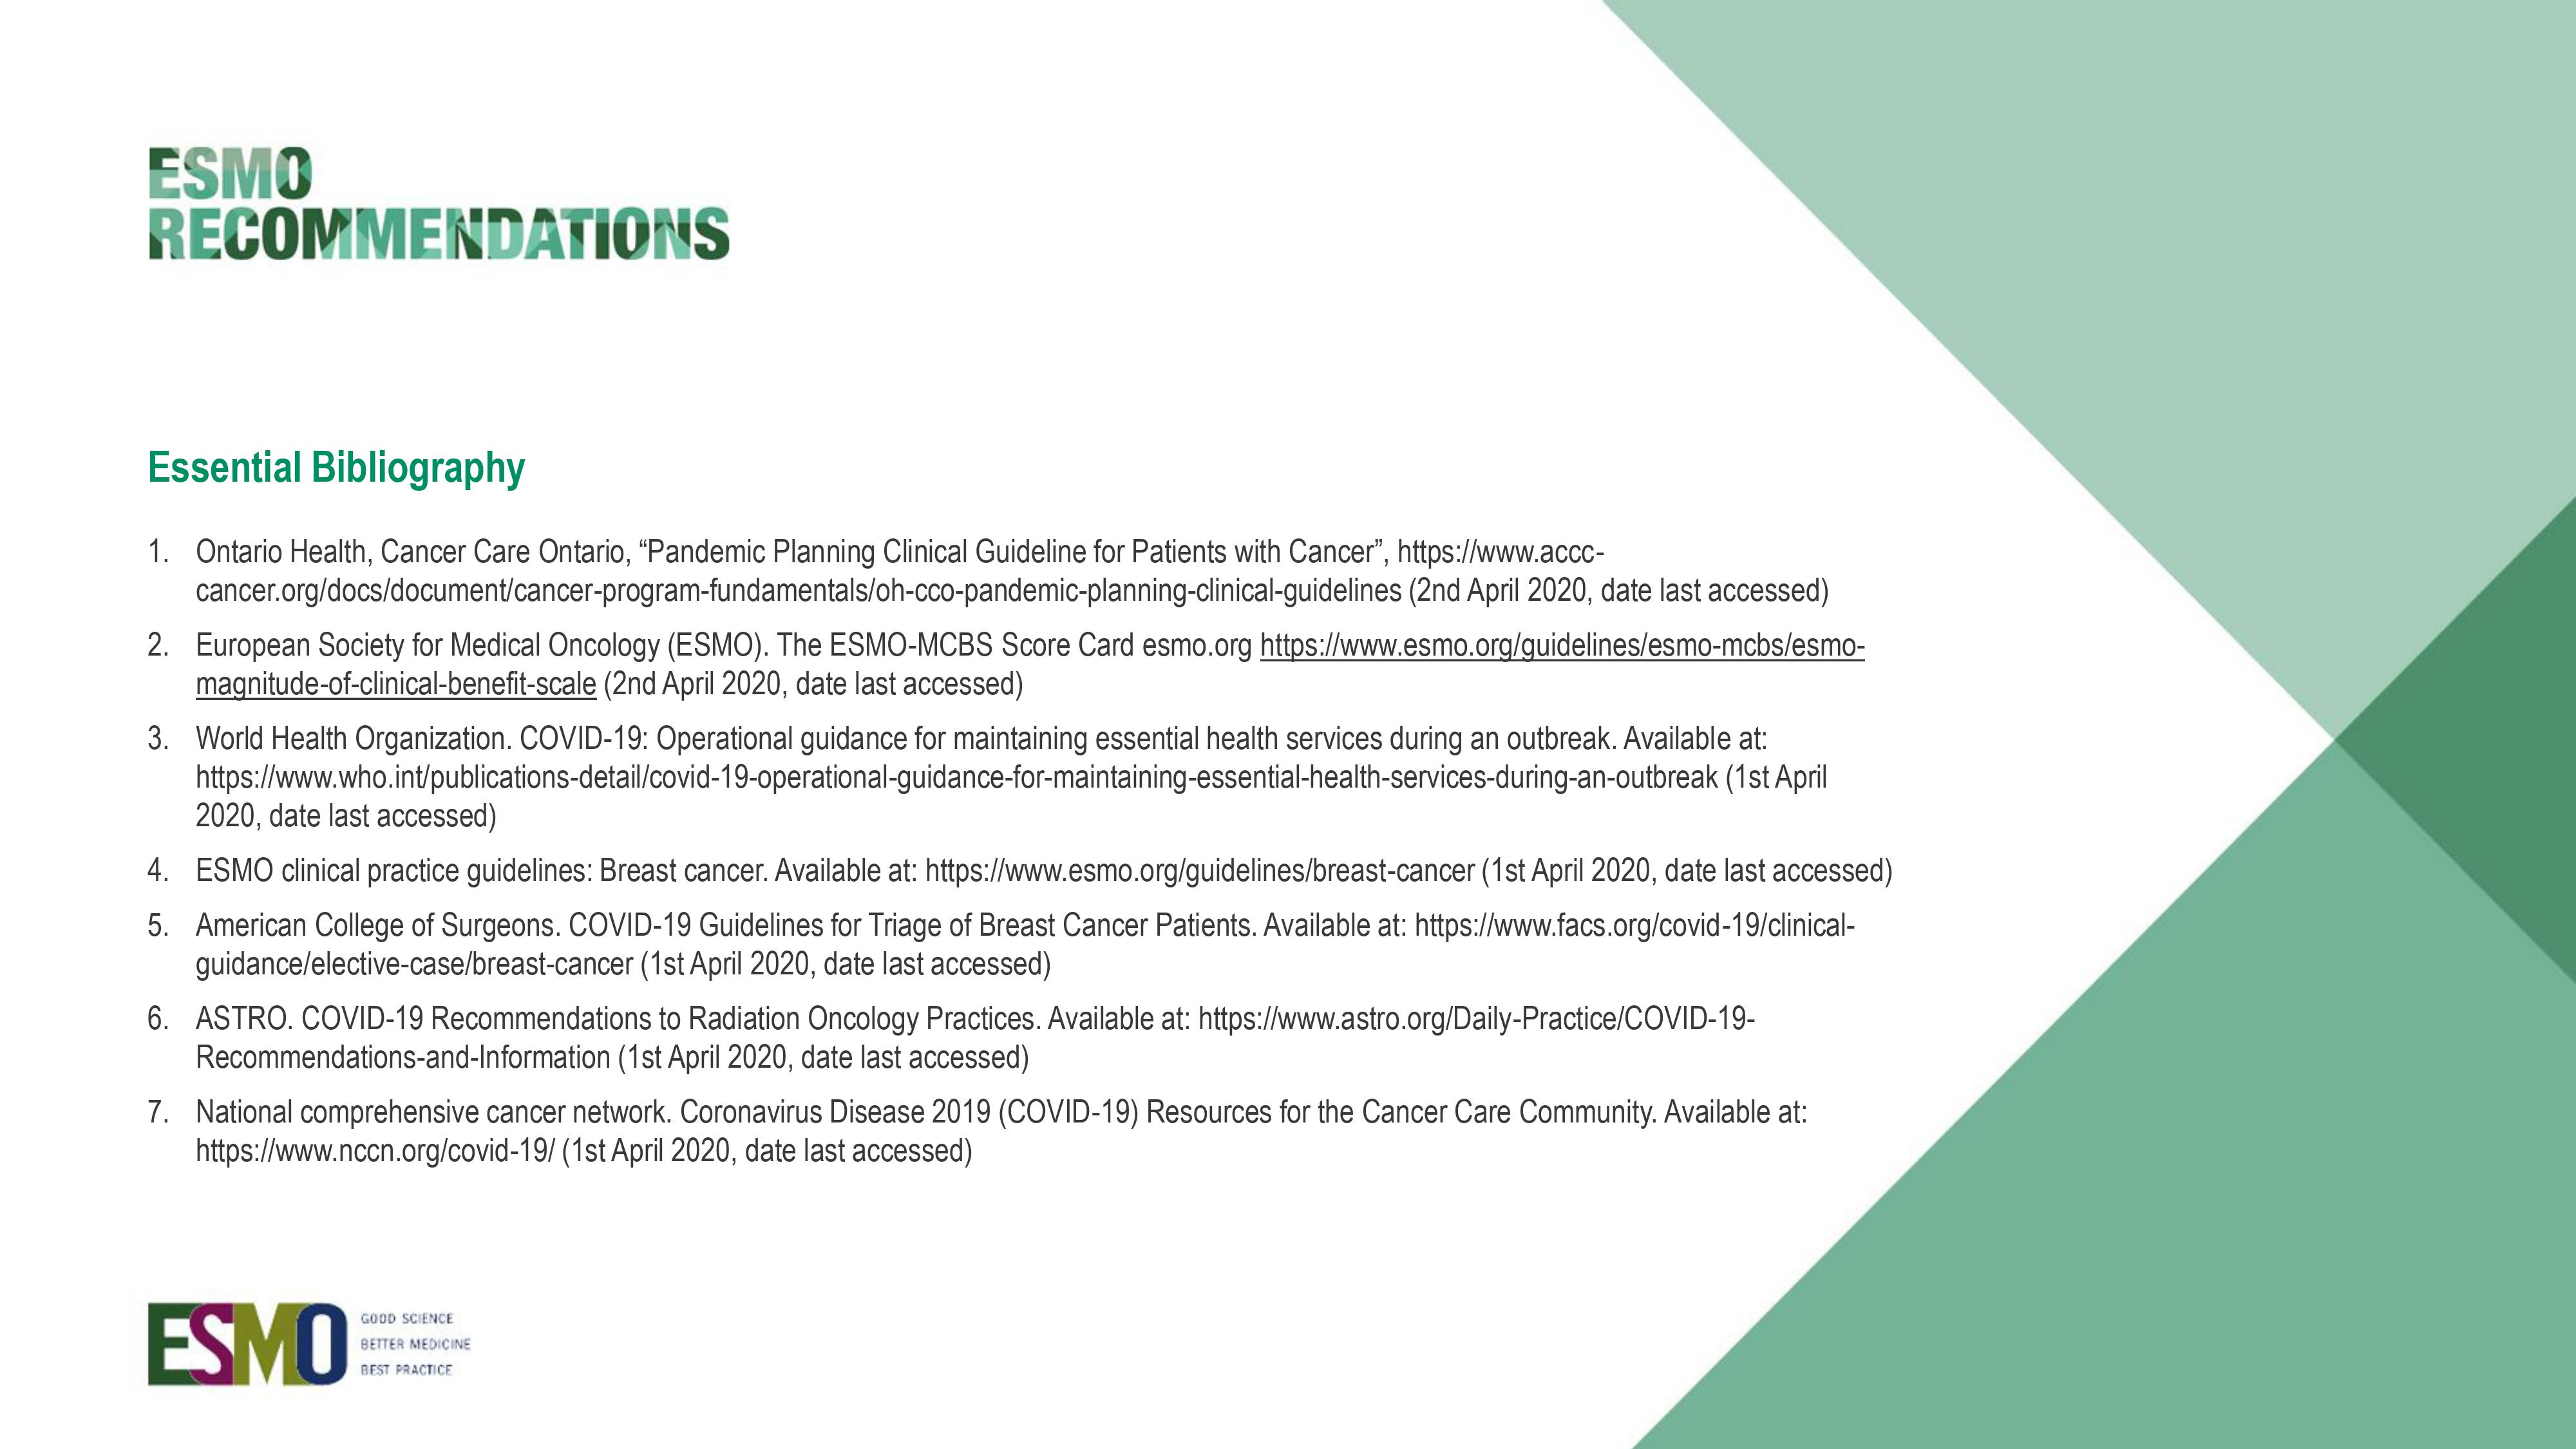 ESMO
RECOMMENDATIONS
Essential Bibliography
1. Ontario Health, Cancer Care Ontario, “Pandemic Planning Clinical Guideline for Patients with Cancer”, https://www.accc-
cancer.org/docs/document/cancer-program-fundamentals/oh-cco-pandemic-planning-clinical-guidelines (2nd April 2020, date last accessed)
2. European Society for Medical Oncology (ESMO). The ESMO-MCBS Score Card esmo.org https://www.esmo.org/guidelines/esmo-mcbs/esmo-
magnitude-of-clinical-benefit-scale (2nd April 2020, date last accessed)
3. World Health Organization. COVID-19: Operational guidance for maintaining essential health services during an outbreak. Available at:
https://www.who.int/publications-detail/covid-19-operational-guidance-for-maintaining-essential-health-services-during-an-outbreak (1st April
2020, date last accessed)
4. ESMO clinical practice guidelines: Breast cancer. Available at: https://www.esmo.org/guidelines/breast-cancer (1st April 2020, date last accessed)
5. American College of Surgeons. COVID-19 Guidelines for Triage of Breast Cancer Patients. Available at: https://www.facs.org/covid-19/clinical-
guidance/elective-case/breast-cancer (1st April 2020, date last accessed)
6. ASTRO. COVID-19 Recommendations to Radiation Oncology Practices. Available at: https://www.astro.org/Daily-Practice/COVID-19-
Recommendations-and-Information (1st April 2020, date last accessed)
7. National comprehensive cancer network. Coronavirus Disease 2019 (COVID-19) Resources for the Cancer Care Community. Available at:
https://www.nccn.org/covid-19/ (1st April 2020, date last accessed)
ESMO
GOOD SCIENCE
BETTER MEDICINE
BEST PRACTICE